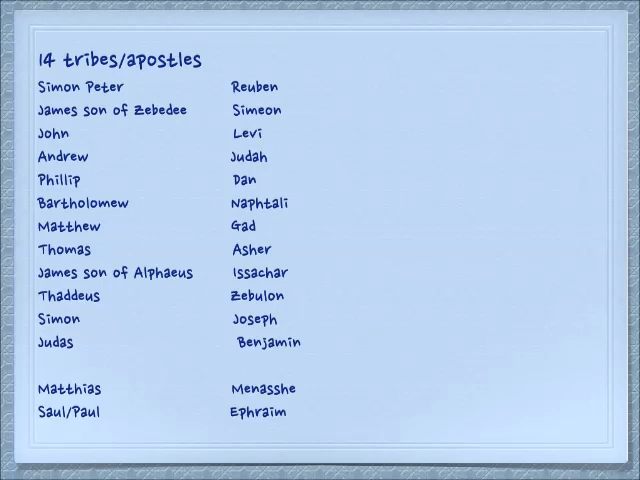 14 tribes/apostles
Simon Peter Reuben
James son of Zebedee Simeon
John Levi
Andrew Judah
Phillip Dan
Bartholomew Naphtali
Matthew Gad
Thomas Asher
James son of Alphaeus Issachar
Thaddeus Zebulon
Simon Joseph
Judas Benjamin
Matthias Menasshe
Saul/Paul Ephraim